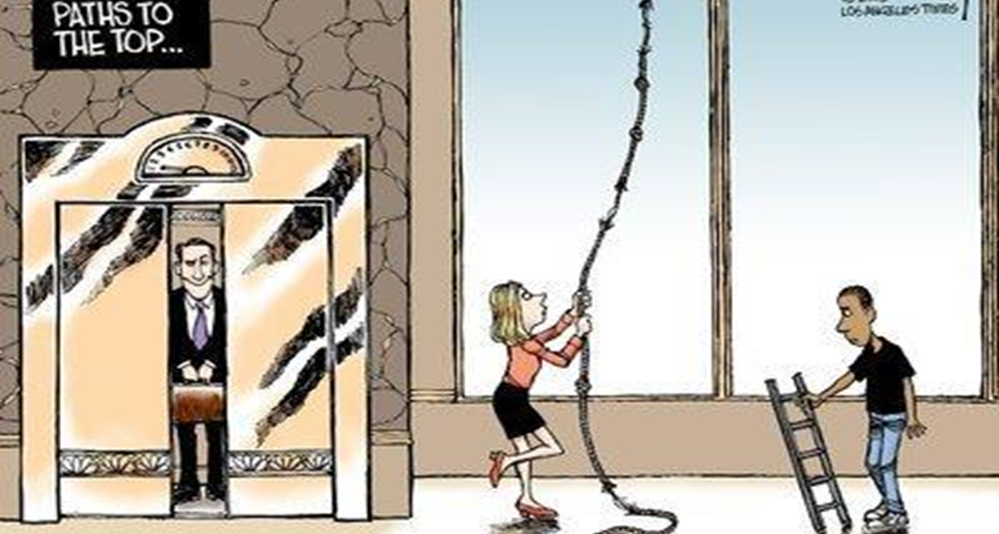 PATHS TO
THE TOP...
LOS ANGELES TIMES